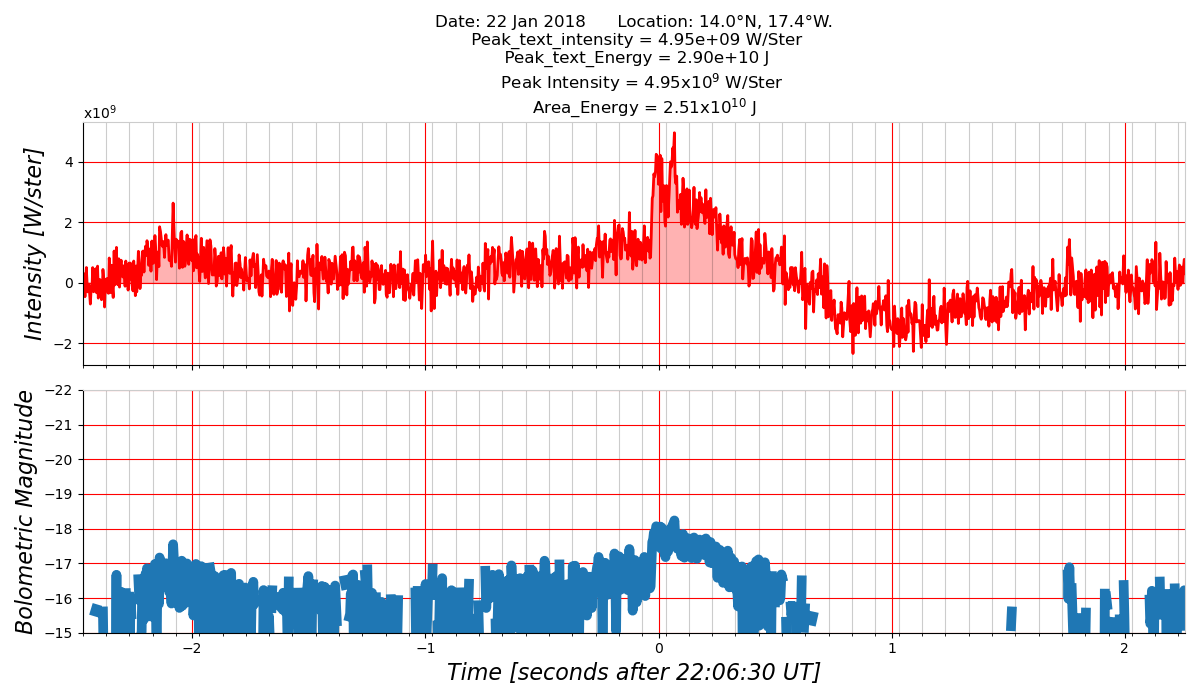 Date: 22 Jan 2018      Location: 14.0°N, 17.4°W.
Peak_text_intensity = 4.95e+09 W/Ster
Peak_text_Energy = 2.90e+10 J
Peak Intensity = 4.95x10⁹ W/Ster
Area_Energy = 2.51x10¹⁰ J
x10⁹
Intensity [W/ster]
4
2
0
−2
Bolometric Magnitude
−22
−21
−20
−19
−18
−17
−16
−15
−2
−1
0
1
2
Time [seconds after 22:06:30 UT]